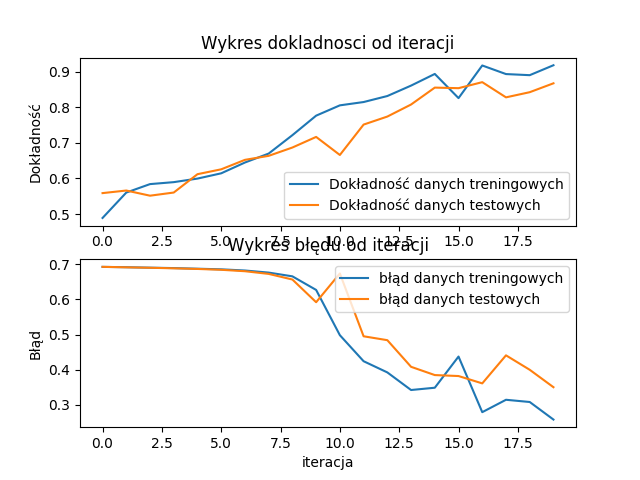 Wykres dokladnosci od iteracji
Dokładność
0.9
0.8
0.7
0.6
0.5
Dokładność danych treningowych
Dokładność danych testowych
0.0 2.5 5.0 7.5 10.0 12.5 15.0 17.5
Wykres błędu od iteracji
Błąd
0.7
0.6
0.5
0.4
0.3
błąd danych treningowych
błąd danych testowych
0.0 2.5 5.0 7.5 10.0 12.5 15.0 17.5
iteracja